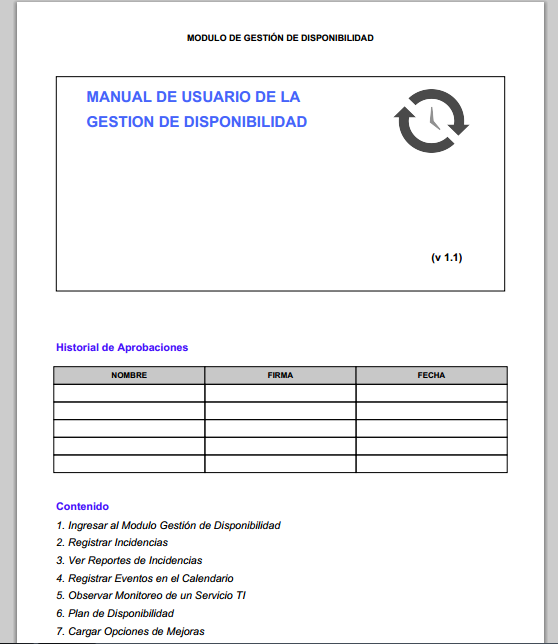 MODULO DE GESTIÓN DE DISPONIBILIDAD
MANUAL DE USUARIO DE LA
GESTION DE DISPONIBILIDAD
(v 1.1)
Historial de Aprobaciones
NOMBRE FIRMA FECHA
Contenido
1. Ingresar al Modulo Gestión de Disponibilidad
2. Registrar Incidencias
3. Ver Reportes de Incidencias
4. Registrar Eventos en el Calendario
5. Observar Monitoreo de un Servicio TI
6. Plan de Disponibilidad
7. Cargar Opciones de Mejoras